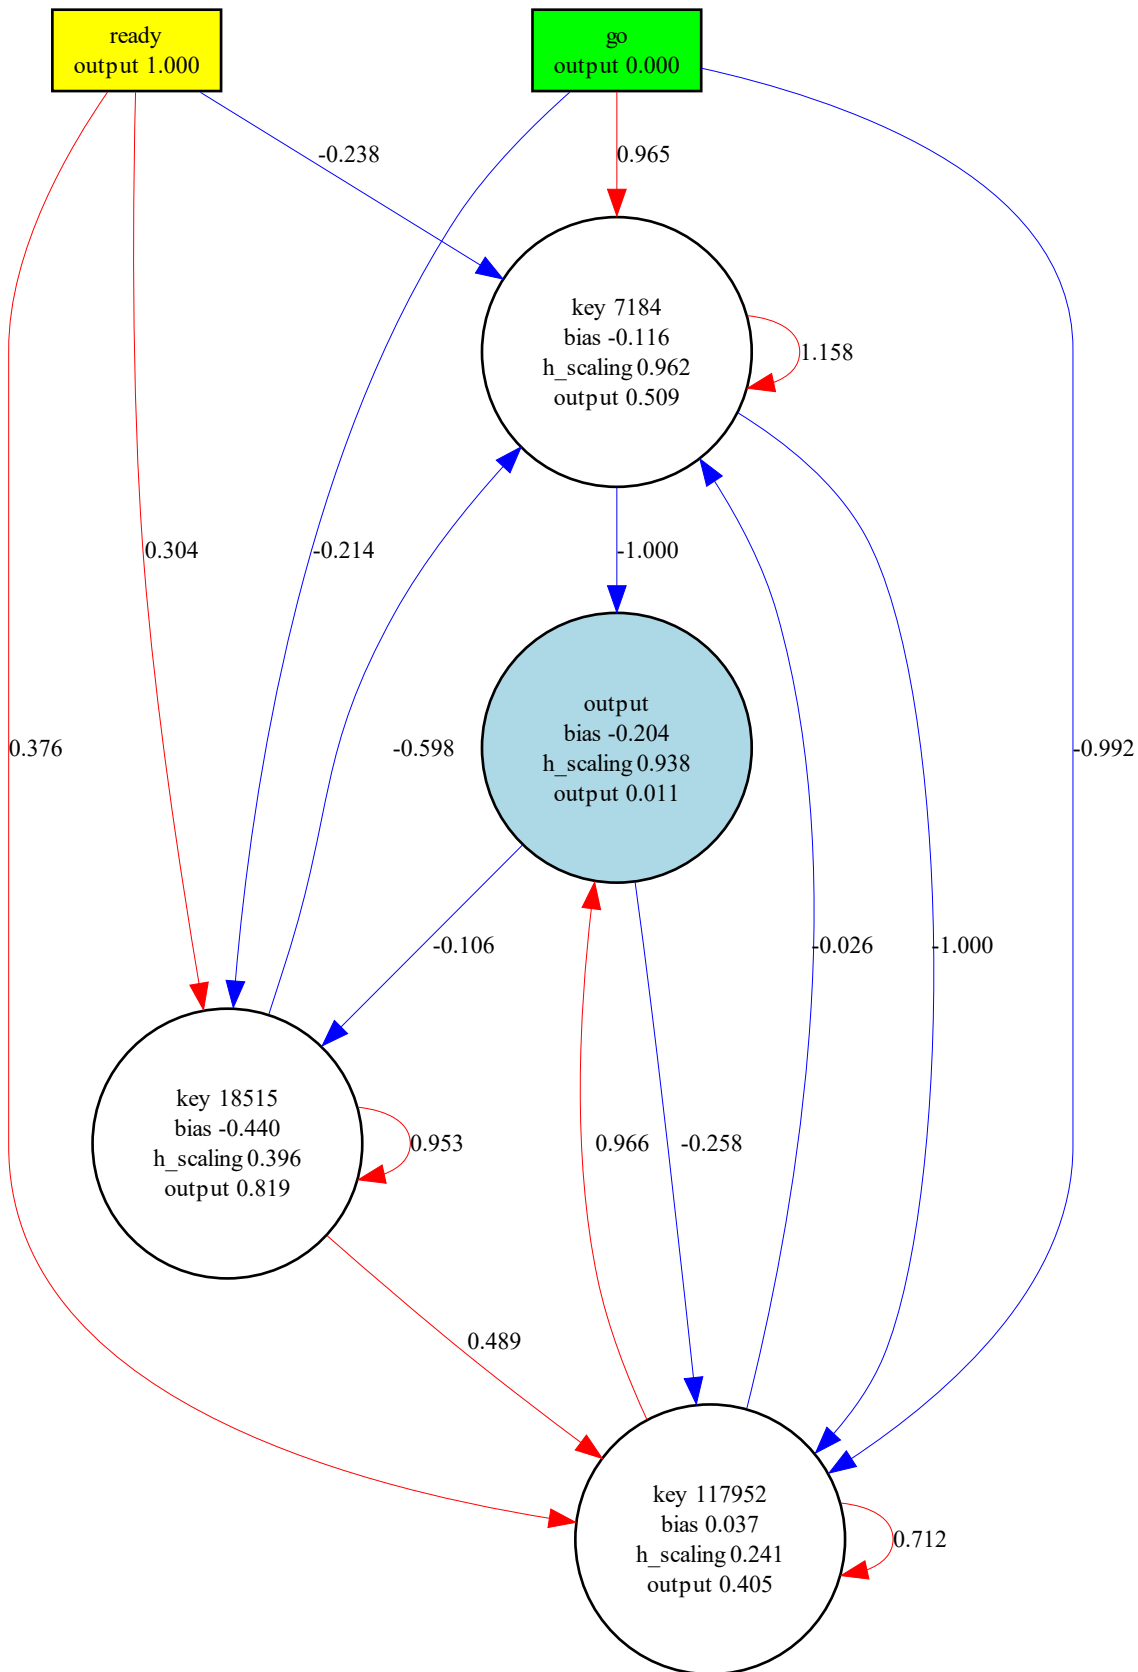 ready
output 1.000
go
output 0.000
-0.238
0.965
key 7184
bias -0.116
h_scaling 0.962
output 0.509
1.158
0.304
-0.214
-1.000
output
bias -0.204
h_scaling 0.938
output 0.011
0.376
-0.598
-0.992
-0.106
-0.026
-1.000
key 18515
bias -0.440
h_scaling 0.396
output 0.819
0.953
0.966
-0.258
0.489
key 117952
bias 0.037
h_scaling 0.241
output 0.405
0.712